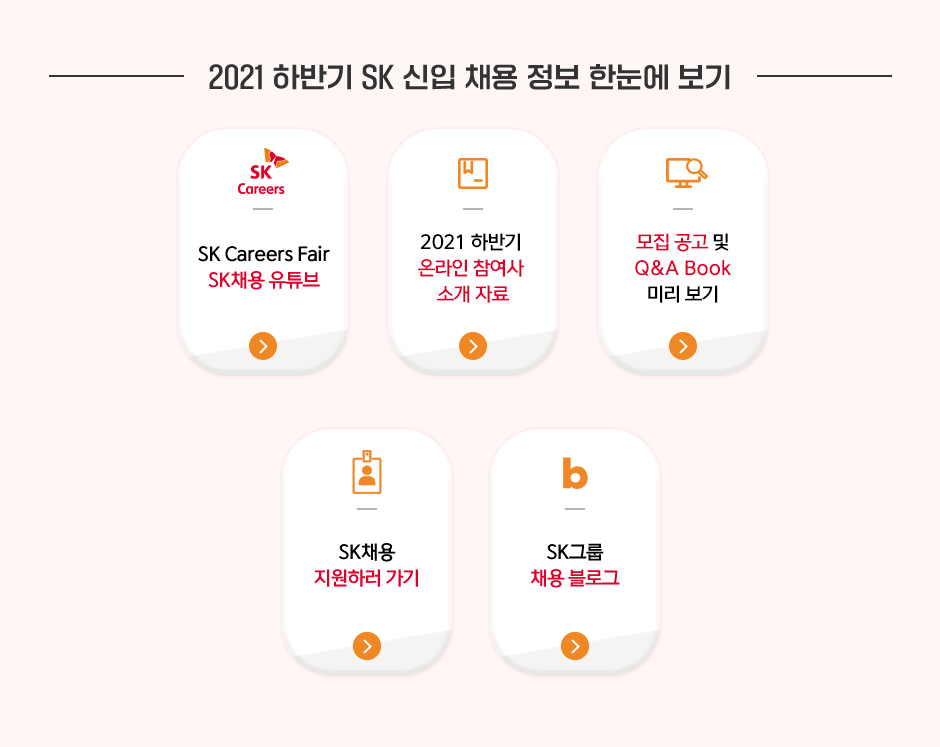 2021 하반기 SK 신입 채용 정보 한눈에 보기
SK
Careers
SK Careers Fair
SK채용 유튜브
2021 하반기
온라인 참여사
소개 자료
모집 공고 및
Q&A Book
미리 보기
SK채용
지원하러 가기
b
SK그룹
채용 블로그